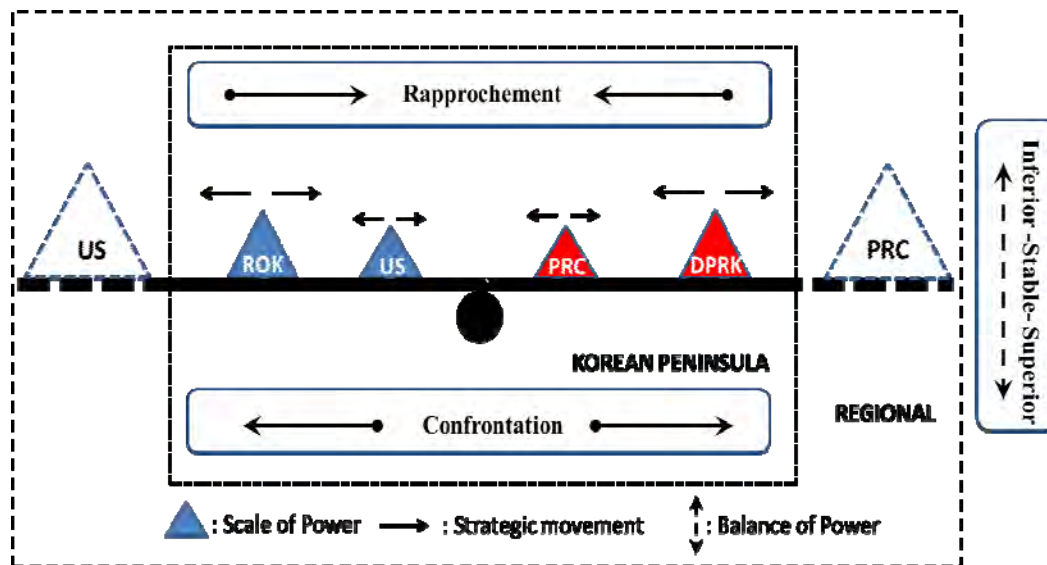 Rapprochement
US
ROK
US
PRC
DPRK
PRC
Inferior -Stable- Superior
KOREAN PENINSULA
Confrontation
REGIONAL
: Scale of Power
: Strategic movement
: Balance of Power